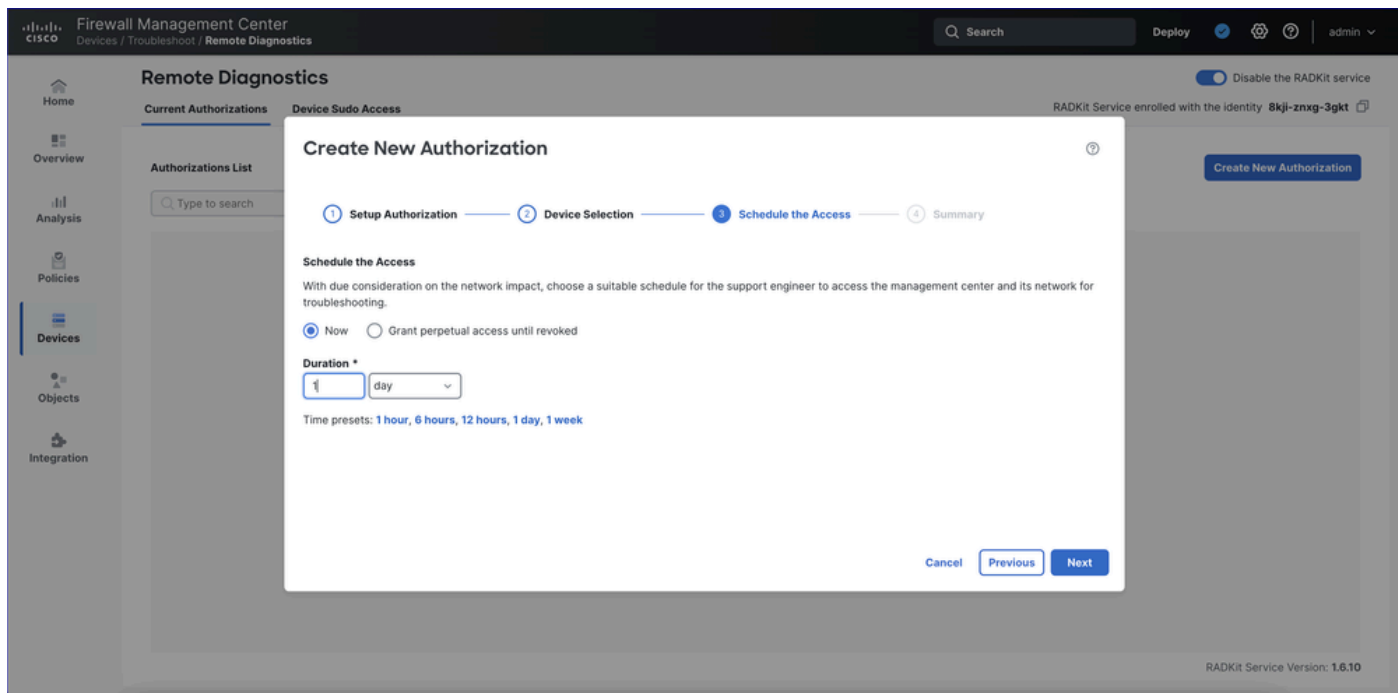 Firewall Management Center
CISCO Devices / Troubleshoot / Remote Diagnostics
Search
Deploy
admin
Home
Overview
Analysis
Policies
Devices
Objects
Integration
Remote Diagnostics
Disable the RADKit service
Current Authorizations Device Sudo Access
RADKit Service enrolled with the identity 8kji-znxg-3gkt
Authorizations List
Create New Authorization
Type to search
Create New Authorization
1 Setup Authorization 2 Device Selection 3 Schedule the Access 4 Summary
Schedule the Access
With due consideration on the network impact, choose a suitable schedule for the support engineer to access the management center and its network for
troubleshooting.
Now Grant perpetual access until revoked
Duration *
1 day
Time presets: 1 hour, 6 hours, 12 hours, 1 day, 1 week
Cancel Previous Next
RADKit Service Version: 1.6.10